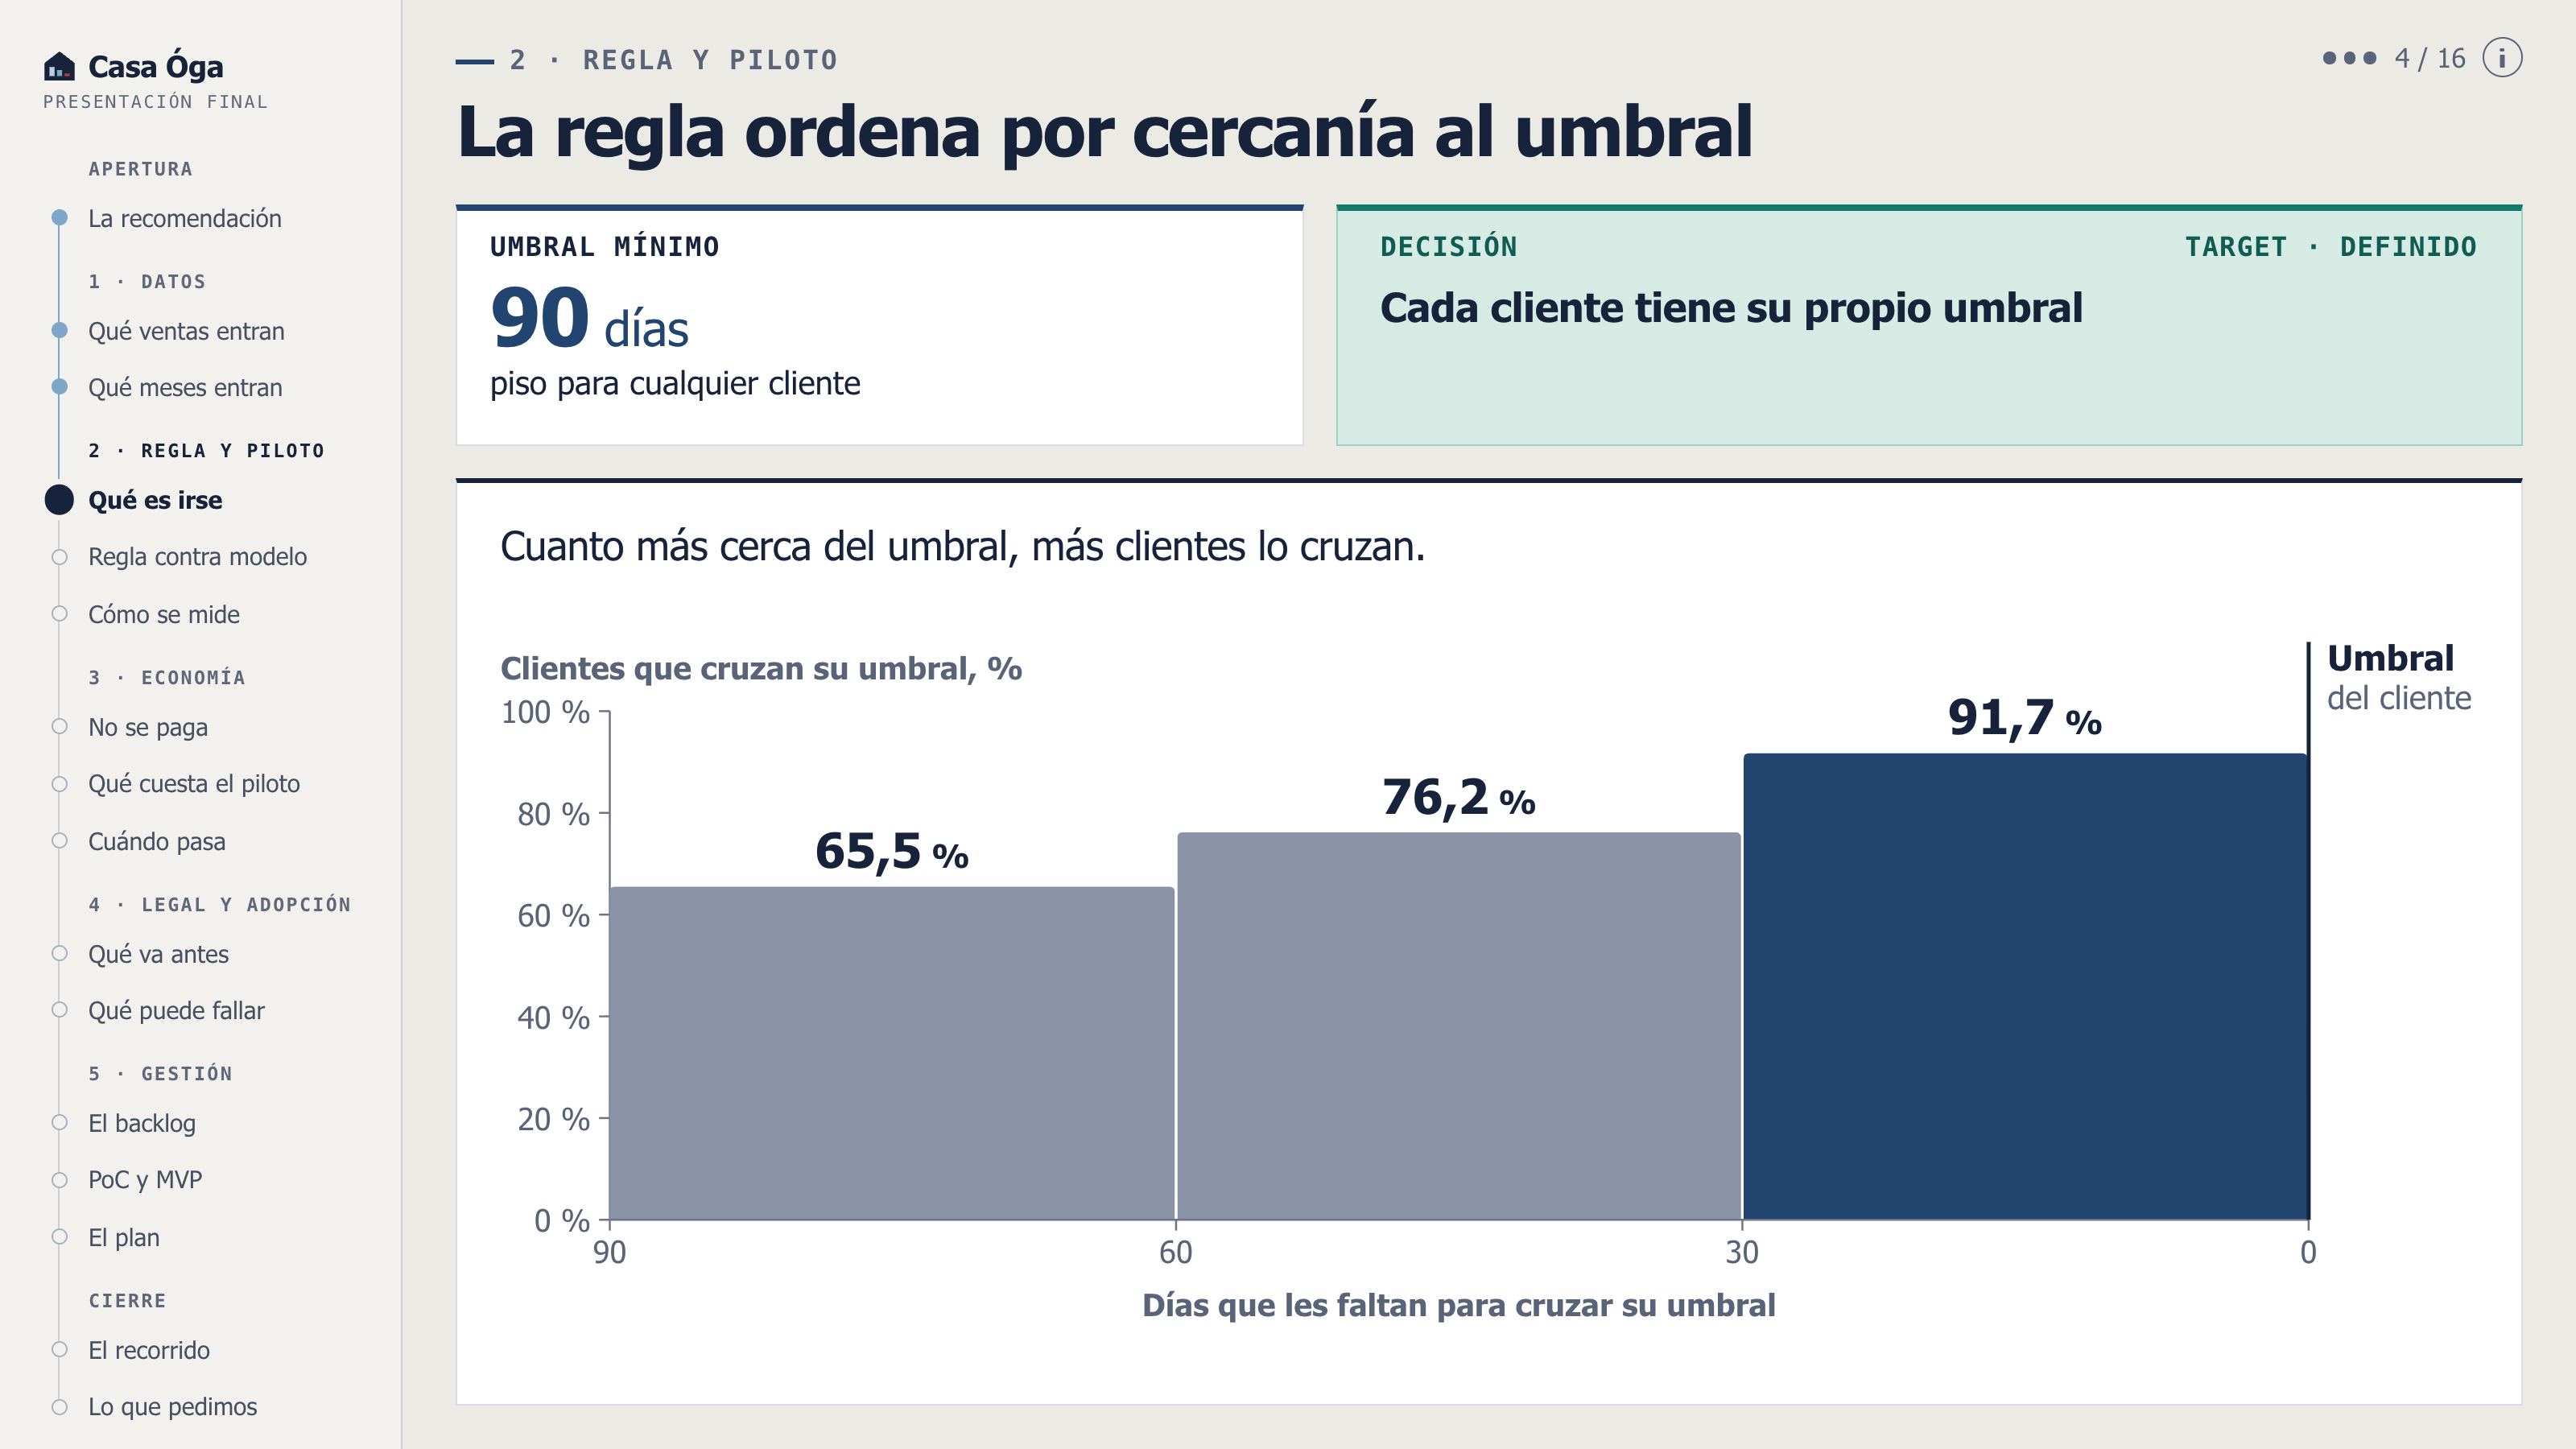 Casa Óga
PRESENTACIÓN FINAL
APERTURA
La recomendación
1 · DATOS
Qué ventas entran
Qué meses entran
2 · REGLA Y PILOTO
Qué es irse
Regla contra modelo
Cómo se mide
3 · ECONOMÍA
No se paga
Qué cuesta el piloto
Cuándo pasa
4 · LEGAL Y ADOPCIÓN
Qué va antes
Qué puede fallar
5 · GESTIÓN
El backlog
PoC y MVP
El plan
CIERRE
El recorrido
Lo que pedimos
2 · REGLA Y PILOTO
4 / 16
i
La regla ordena por cercanía al umbral
UMBRAL MÍNIMO
90 días
piso para cualquier cliente
DECISIÓN
TARGET · DEFINIDO
Cada cliente tiene su propio umbral
Cuanto más cerca del umbral, más clientes lo cruzan.
Clientes que cruzan su umbral, %
100 %
80 %
60 %
40 %
20 %
0 %
65,5 %
76,2 %
91,7 %
Umbral
del cliente
90
60
30
0
Días que les faltan para cruzar su umbral